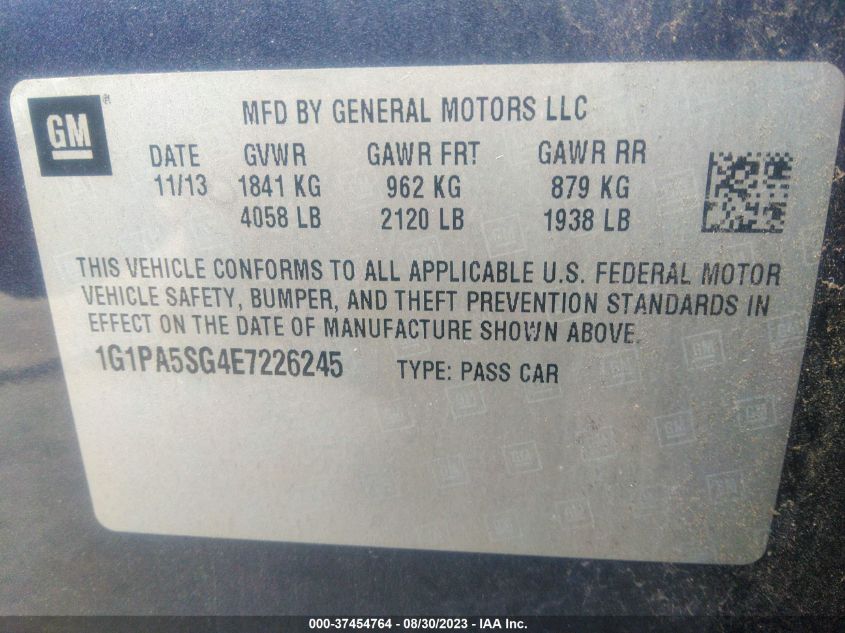 GM
®
MFD BY GENERAL MOTORS LLC
DATE GVWR GAWR FRT GAWR RR
11/13 1841 KG 962 KG 879 KG
4058 LB 2120 LB 1938 LB
THIS VEHICLE CONFORMS TO ALL APPLICABLE U.S. FEDERAL MOTOR
VEHICLE SAFETY, BUMPER, AND THEFT PREVENTION STANDARDS IN
EFFECT ON THE DATE OF MANUFACTURE SHOWN ABOVE.
1G1PA5SG4E7226245 TYPE: PASS CAR
000-37454764 - 08/30/2023 - IAA Inc.